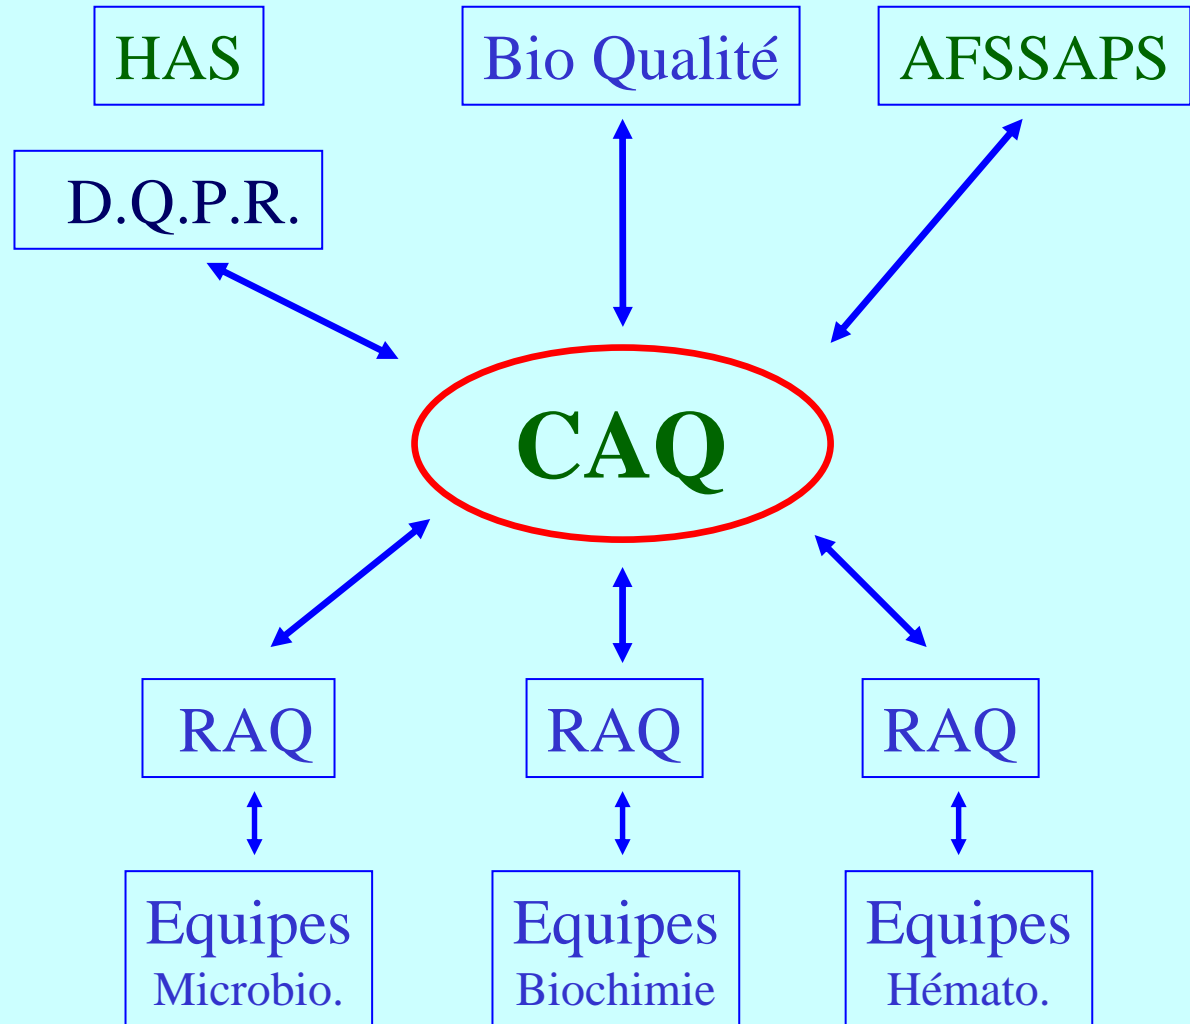 HAS
Bio Qualité
AFSSAPS
D.Q.P.R.
CAQ
RAQ
RAQ
RAQ
Equipes
Microbio.
Equipes
Biochimie
Equipes
Hémato.